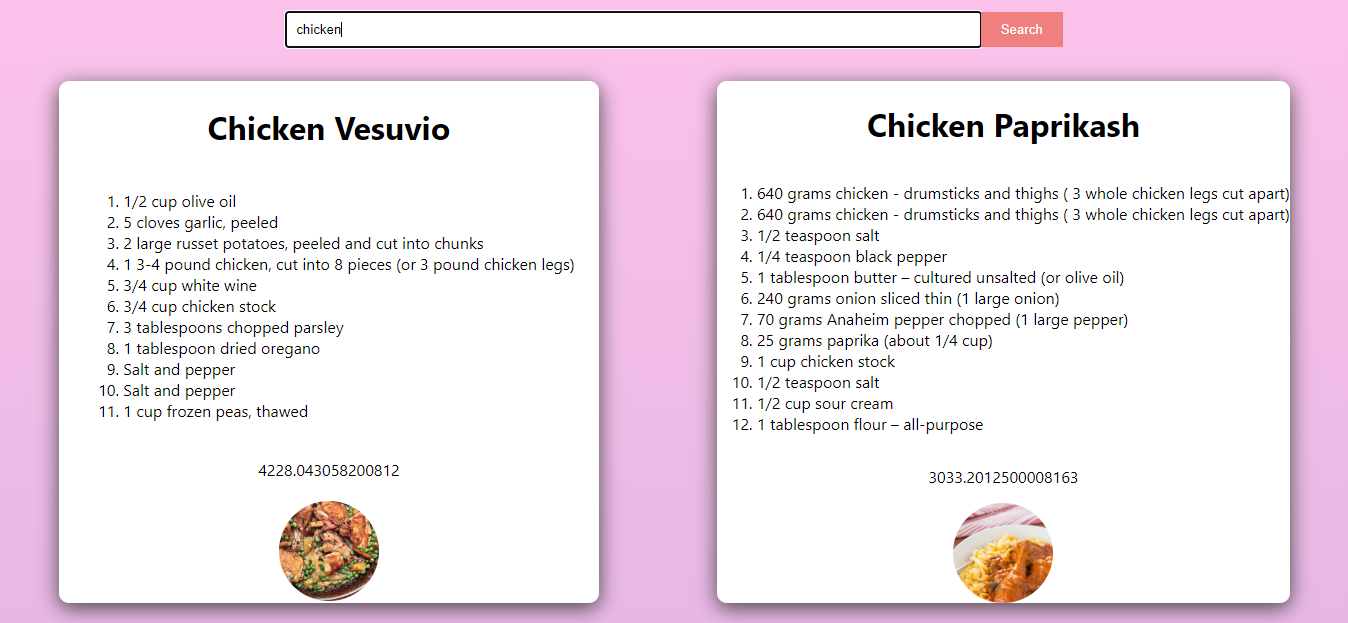 chicken
Search
Chicken Vesuvio
1. 1/2 cup olive oil
2. 5 cloves garlic, peeled
3. 2 large russet potatoes, peeled and cut into chunks
4. 1 3-4 pound chicken, cut into 8 pieces (or 3 pound chicken legs)
5. 3/4 cup white wine
6. 3/4 cup chicken stock
7. 3 tablespoons chopped parsley
8. 1 tablespoon dried oregano
9. Salt and pepper
10. Salt and pepper
11. 1 cup frozen peas, thawed
4228.043058200812
Chicken Paprikash
1. 640 grams chicken - drumsticks and thighs ( 3 whole chicken legs cut apart)
2. 640 grams chicken - drumsticks and thighs ( 3 whole chicken legs cut apart)
3. 1/2 teaspoon salt
4. 1/4 teaspoon black pepper
5. 1 tablespoon butter – cultured unsalted (or olive oil)
6. 240 grams onion sliced thin (1 large onion)
7. 70 grams Anaheim pepper chopped (1 large pepper)
8. 25 grams paprika (about 1/4 cup)
9. 1 cup chicken stock
10. 1/2 teaspoon salt
11. 1/2 cup sour cream
12. 1 tablespoon flour – all-purpose
3033.2012500008163